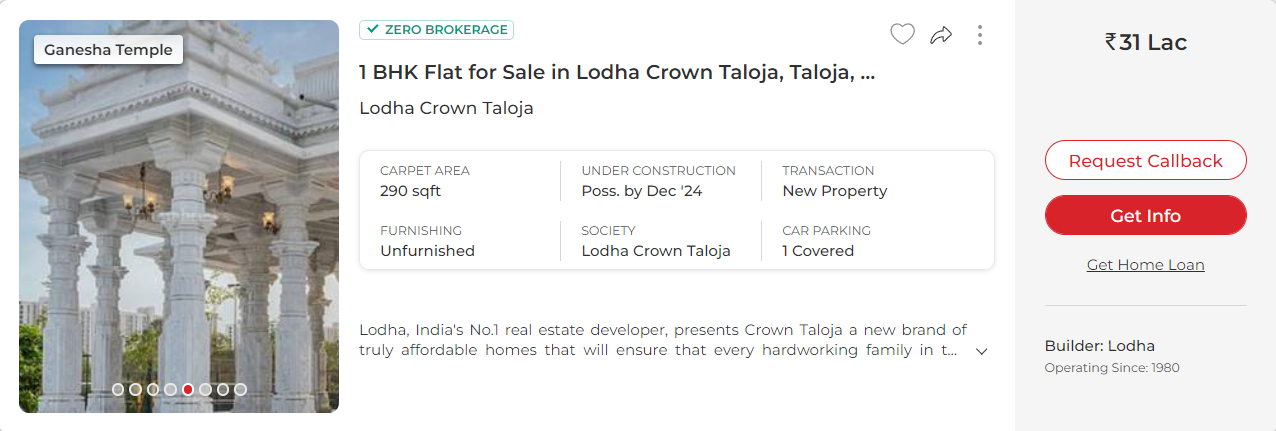 Ganesha Temple
ZERO BROKERAGE
1 BHK Flat for Sale in Lodha Crown Taloja, Taloja, ...
Lodha Crown Taloja
CARPET AREA
290 sqft
UNDER CONSTRUCTION
Poss. by Dec '24
TRANSACTION
New Property
FURNISHING
Unfurnished
SOCIETY
Lodha Crown Taloja
CAR PARKING
1 Covered
Lodha, India's No.1 real estate developer, presents Crown Taloja a new brand of
truly affordable homes that will ensure that every hardworking family in t...
₹31 Lac
Request Callback
Get Info
Get Home Loan
Builder: Lodha
Operating Since: 1980